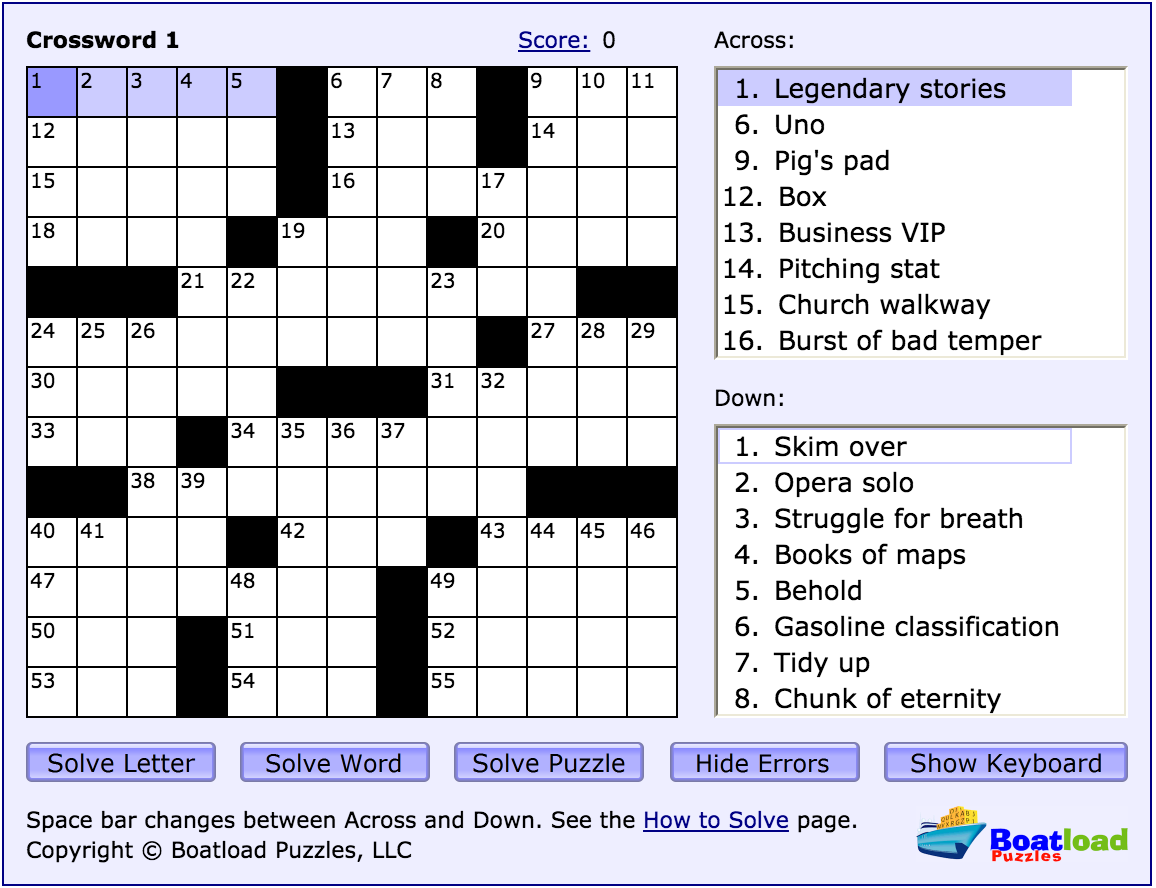 Crossword 1
Score: 0
1 2 3 4 5 6 7 8 9 10 11
12 13 14
15 16 17
18 19 20
21 22 23
24 25 26 27 28 29
30 31 32
33 34 35 36 37
38 39
40 41 42 43 44 45 46
47 48 49
50 51 52
53 54 55
Across:
1. Legendary stories
6. Uno
9. Pig's pad
12. Box
13. Business VIP
14. Pitching stat
15. Church walkway
16. Burst of bad temper
Down:
1. Skim over
2. Opera solo
3. Struggle for breath
4. Books of maps
5. Behold
6. Gasoline classification
7. Tidy up
8. Chunk of eternity
Solve Letter
Solve Word
Solve Puzzle
Hide Errors
Show Keyboard
Space bar changes between Across and Down. See the How to Solve page.
Copyright © Boatload Puzzles, LLC
Boatload
Puzzles